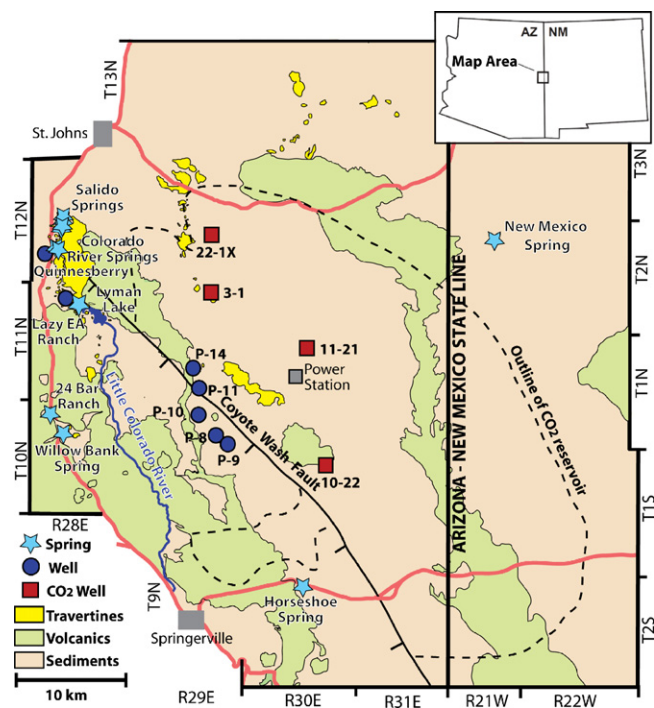 AZ NM
Map Area
T13N
St. Johns
T3N
Salido
Springs
T12N
T2N
Colorado
River Springs
Quinnesberry
22-1X
New Mexico
Spring
Lyman
Lake
3-1
Lazy EA
Ranch
T11N
11-21
Power
Station
P-14
P-11
T1N
24 Bar
Ranch
P-10
P-8
P-9
Coyote Wash Fault
Little Colorado River
Willow Bank
Spring
T10N
10-22
Outline of CO2 reservoir
ARIZONA - NEW MEXICO STATE LINE
T1S
R28E
Spring
Well
CO2 Well
Travertines
Volcanics
Sediments
10 km
T9N
Springerville
Horseshoe
Spring
T2S
R29E
R30E
R31E
R21W
R22W